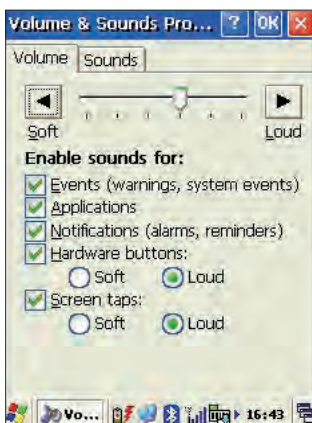 Volume & Sounds Pro... ? OK
Volume Sounds
Soft Loud
Enable sounds for:
Events (warnings, system events)
Applications
Notifications (alarms, reminders)
Hardware buttons:
Soft Loud
Screen taps:
Soft Loud
Vo... 16:43